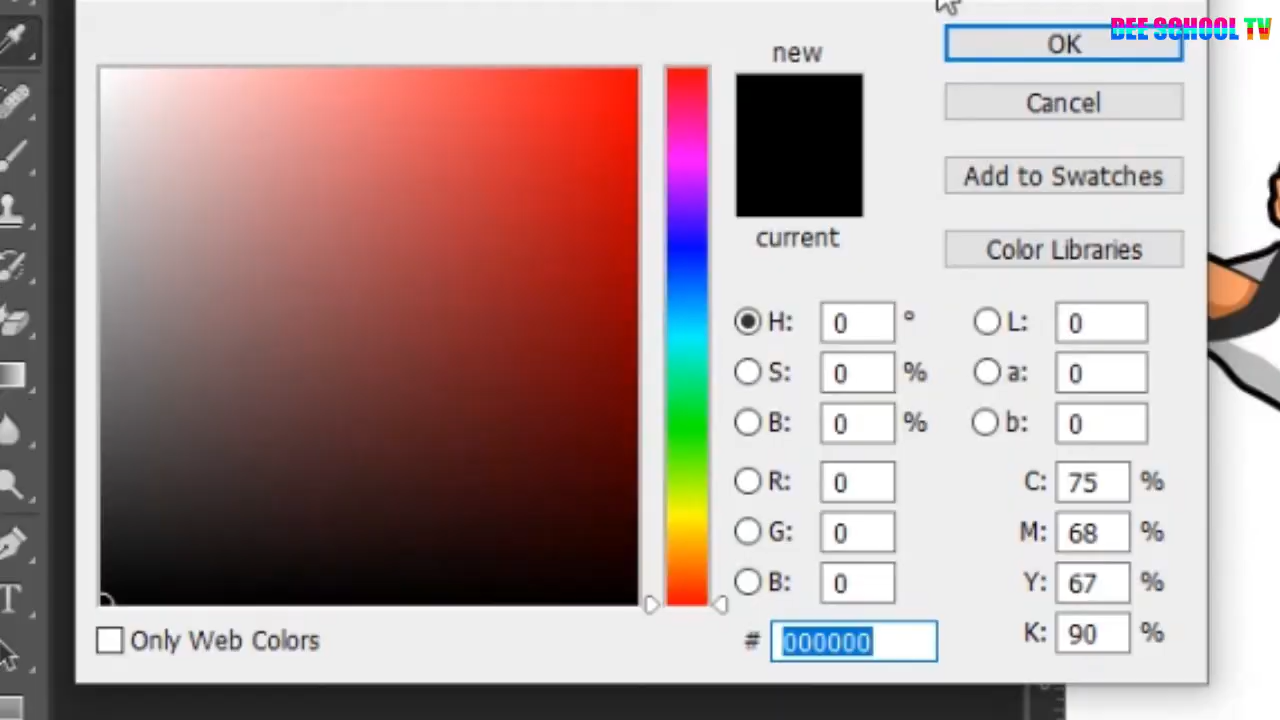 DEE SCHOOL TV
new
OK
Cancel
Add to Swatches
current
Color Libraries
H: 0 °
L: 0
S: 0 %
a: 0
B: 0 %
b: 0
R: 0
C: 75 %
G: 0
M: 68 %
B: 0
Y: 67 %
# 000000
K: 90 %
Only Web Colors
T